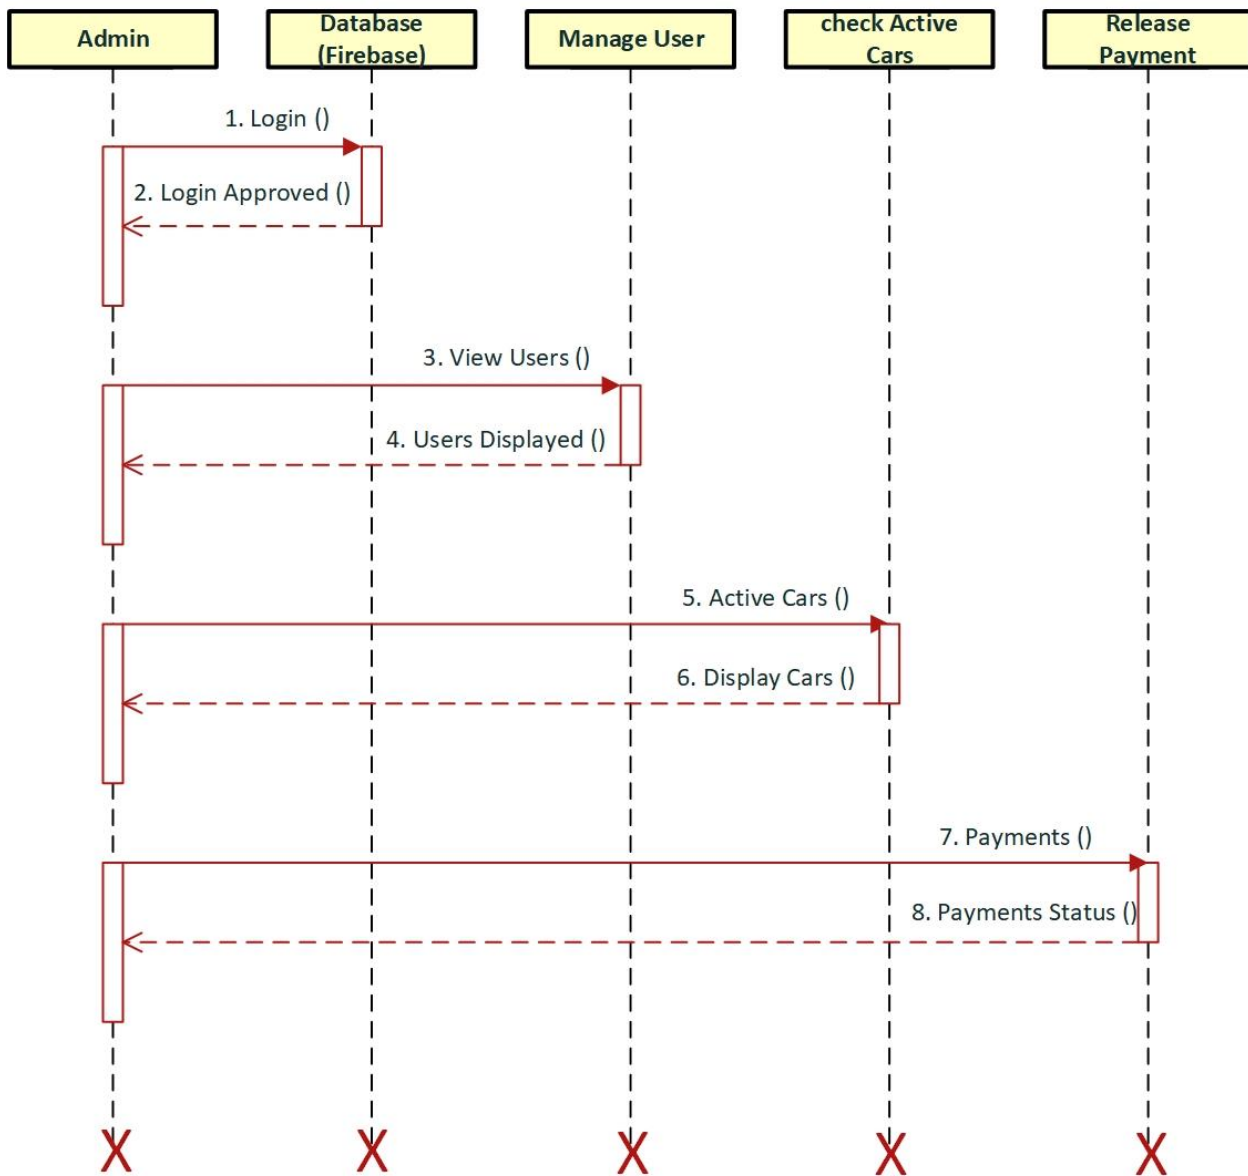 Admin
Database
(Firebase)
Manage User
check Active
Cars
Release
Payment
1. Login ()
2. Login Approved ()
3. View Users ()
4. Users Displayed ()
5. Active Cars ()
6. Display Cars ()
7. Payments ()
8. Payments Status ()